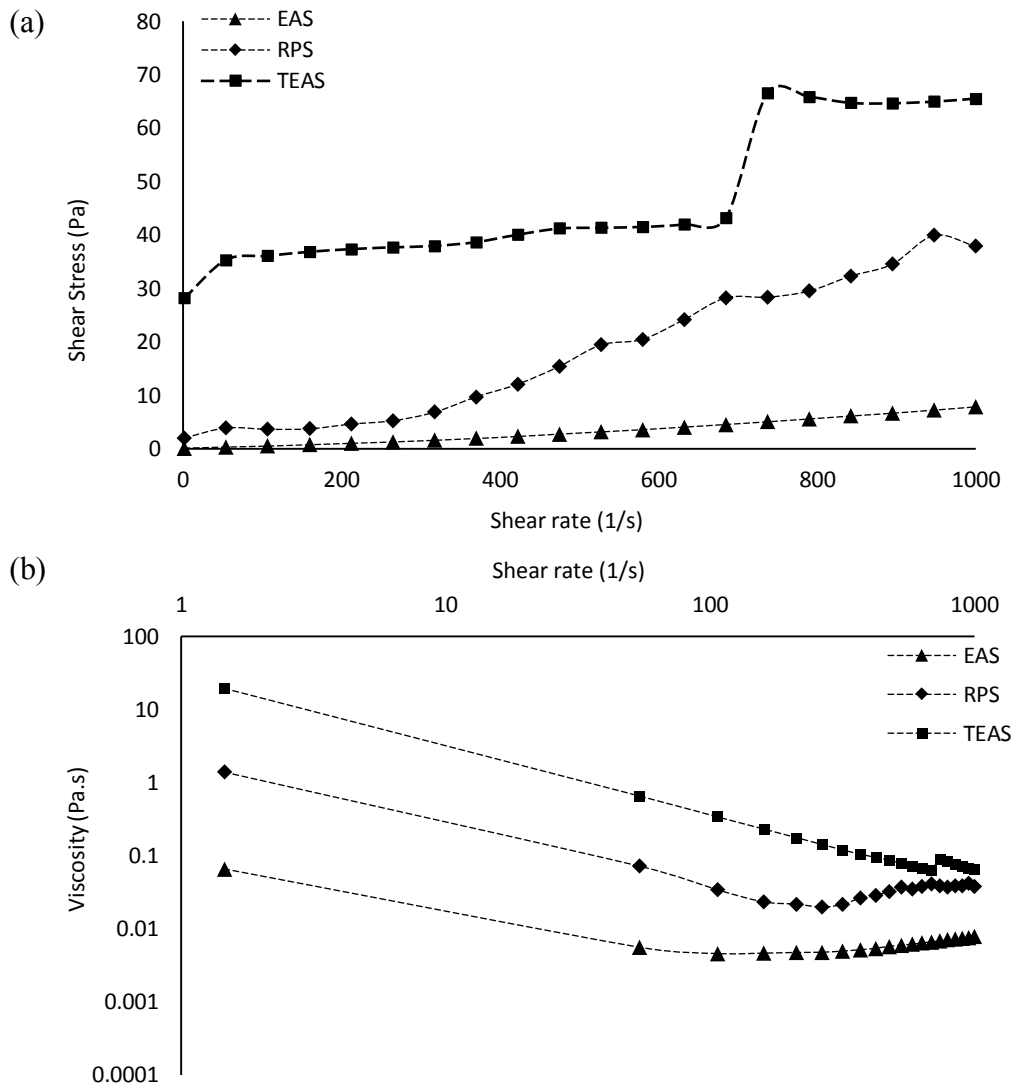 (a)
80
70
60
50
40
30
20
10
0
Shear Stress (Pa)
EAS
RPS
TEAS
0 200 400 600 800 1000
Shear rate (1/s)
(b)
Shear rate (1/s)
1 10 100 1000
100
10
1
0.1
0.01
0.001
0.0001
Viscosity (Pa.s)
EAS
RPS
TEAS